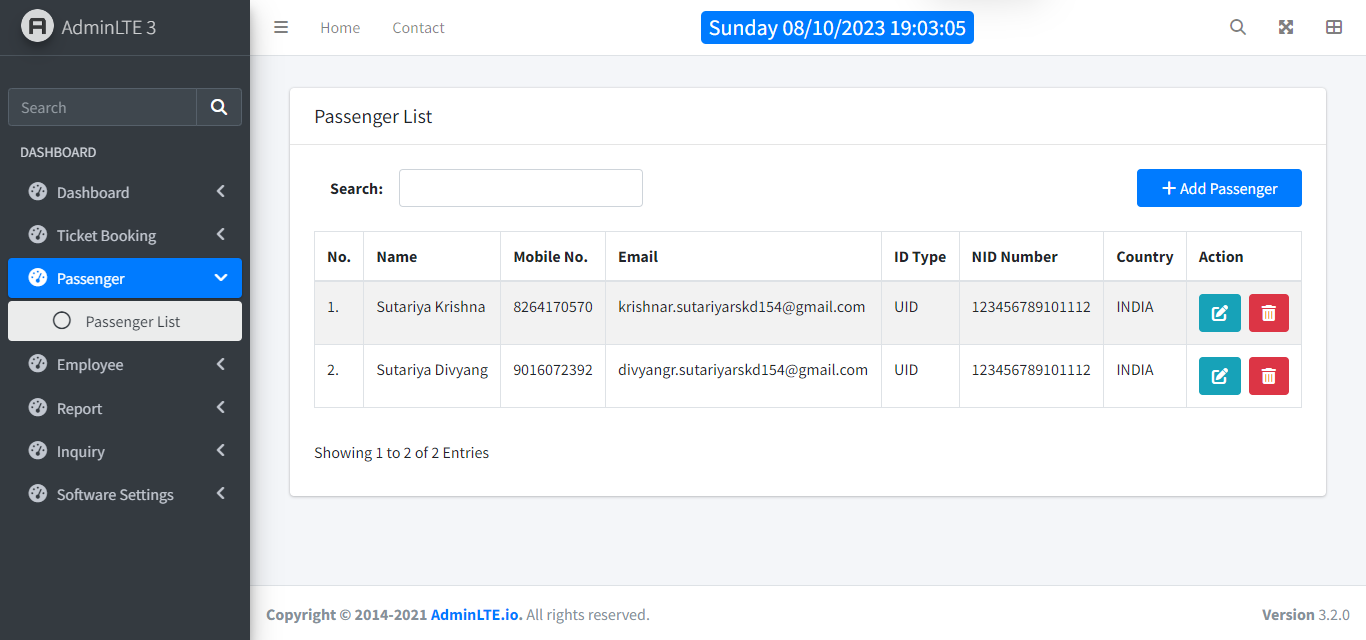 AdminLTE 3
Home
Contact
Sunday 08/10/2023 19:03:05
Search
DASHBOARD
Dashboard
Ticket Booking
Passenger
Passenger List
Employee
Report
Inquiry
Software Settings
Passenger List
Search:
Add Passenger
No. Name Mobile No. Email ID Type NID Number Country Action
1. Sutariya Krishna 8264170570 krishnar.sutariyarskd154@gmail.com UID 123456789101112 INDIA
2. Sutariya Divyang 9016072392 divyangr.sutariyarskd154@gmail.com UID 123456789101112 INDIA
Showing 1 to 2 of 2 Entries
Copyright © 2014-2021 AdminLTE.io. All rights reserved.
Version 3.2.0